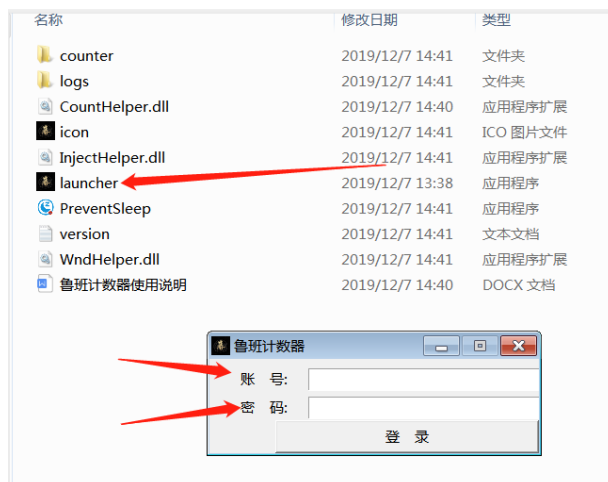 名称 修改日期 类型
counter 2019/12/7 14:41 文件夹
logs 2019/12/7 14:41 文件夹
CountHelper.dll 2019/12/7 14:40 应用程序扩展
icon 2019/12/7 14:41 ICO 图片文件
InjectHelper.dll 2019/12/7 14:41 应用程序扩展
launcher 2019/12/7 13:38 应用程序
PreventSleep 2019/12/7 14:41 应用程序
version 2019/12/7 14:41 文本文档
WndHelper.dll 2019/12/7 14:41 应用程序扩展
鲁班计数器使用说明 2019/12/7 14:40 DOCX 文档
鲁班计数器
账 号:
密 码:
登 录